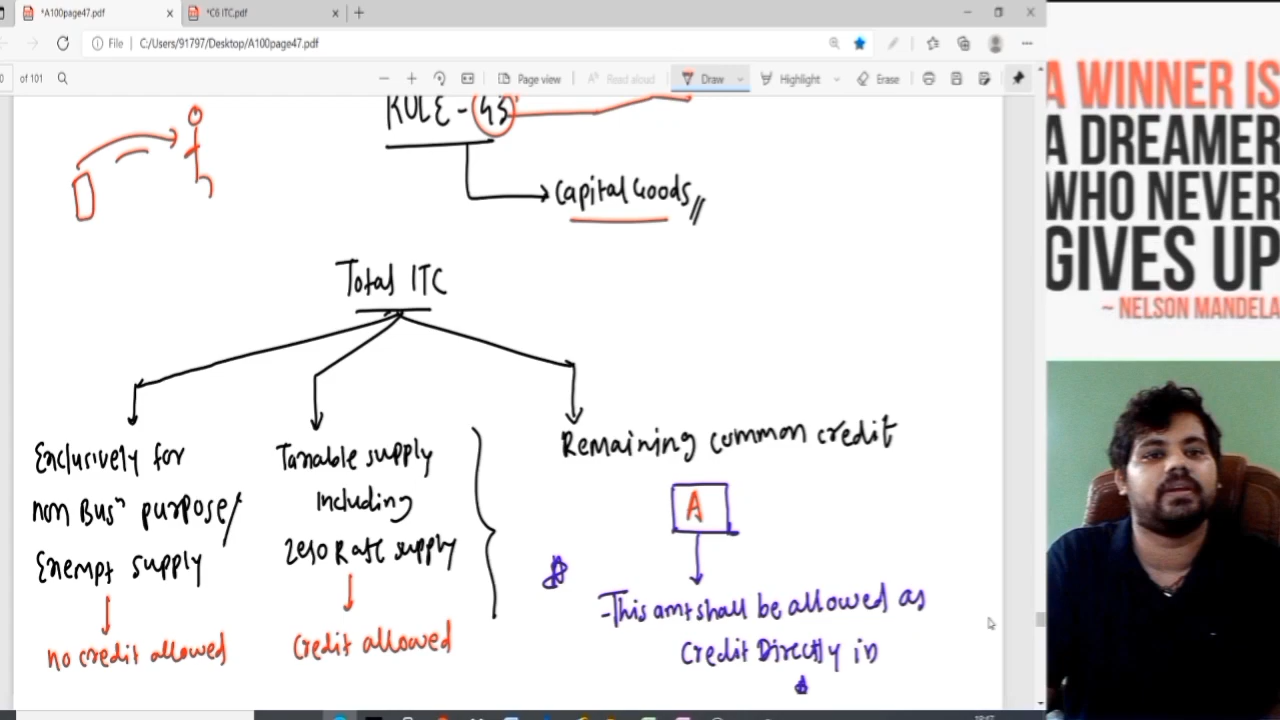 *A100page47.pdf
*C6 ITC.pdf
File C:/Users/91797/Desktop/A100page47.pdf
of 101
Page view
Read aloud
Draw
Highlight
Erase
RULE - 43
Capital Goods
Total ITC
Exclusively for
non Busⁿ purpose/
Exempt supply
no credit allowed
Taxable supply
Including
Zero Rate supply
Credit allowed
Remaining common credit
A
-This amt shall be allowed as
Credit Directly in
A WINNER IS
A DREAMER
WHO NEVER
GIVES UP
~ NELSON MANDELA